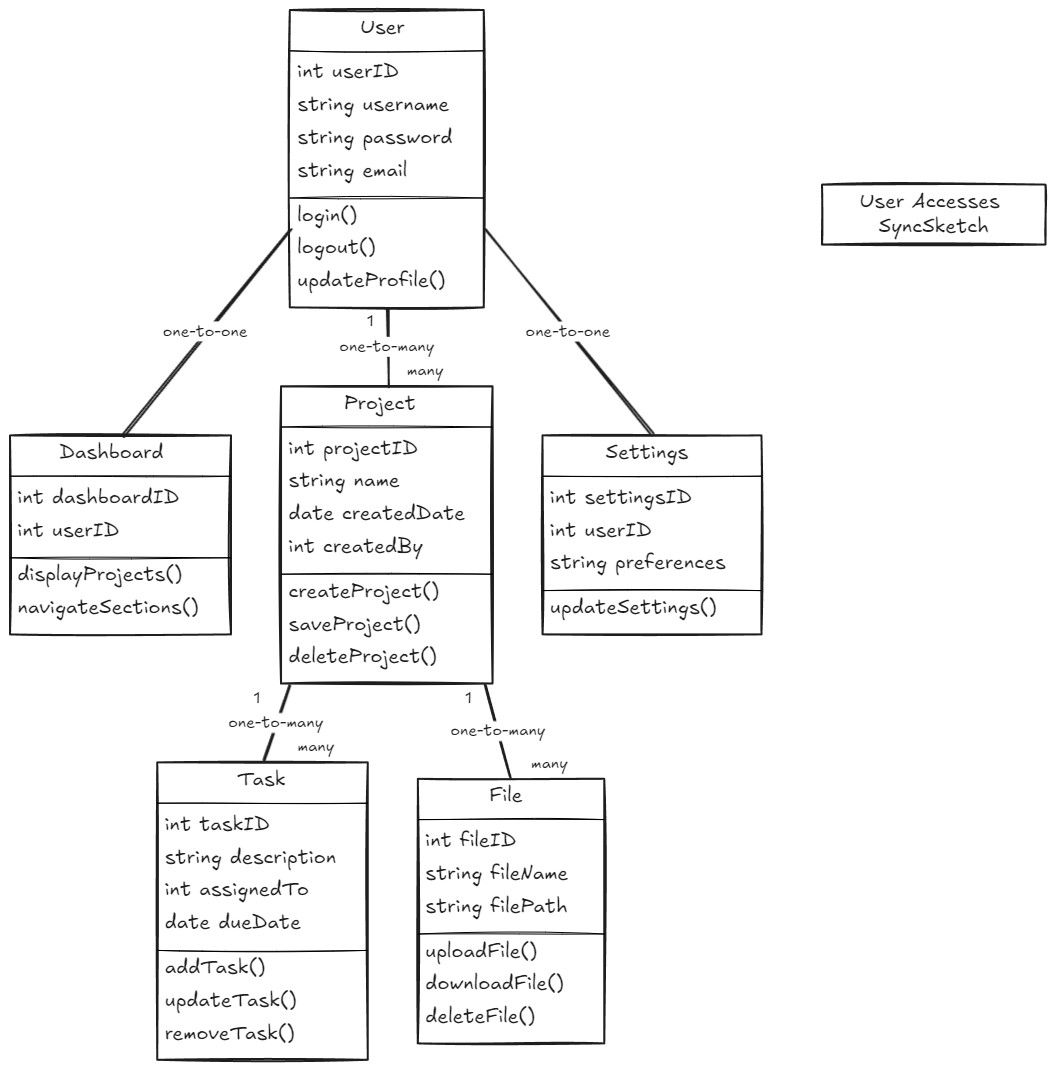 User
int userID
string username
string password
string email
login()
logout()
updateProfile()
User Accesses
SyncSketch
one-to-one
1
one-to-many
many
one-to-one
Dashboard
int dashboardID
int userID
displayProjects()
navigateSections()
Project
int projectID
string name
date createdDate
int createdBy
createProject()
saveProject()
deleteProject()
Settings
int settingsID
int userID
string preferences
updateSettings()
1
one-to-many
many
1
one-to-many
many
Task
int taskID
string description
int assignedTo
date dueDate
addTask()
updateTask()
removeTask()
File
int fileID
string fileName
string filePath
uploadFile()
downloadFile()
deleteFile()